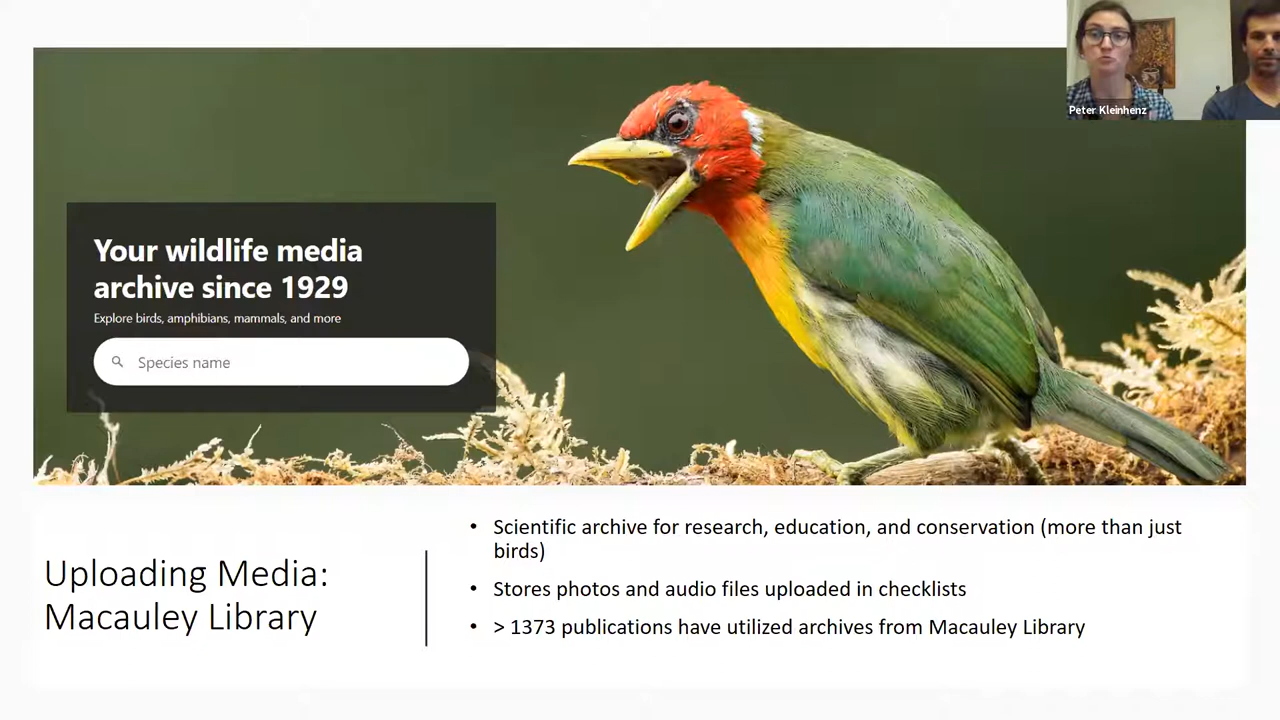 Peter Kleinhenz
Your wildlife media
archive since 1929
Explore birds, amphibians, mammals, and more
Species name
Uploading Media:
Macauley Library
• Scientific archive for research, education, and conservation (more than just
birds)
• Stores photos and audio files uploaded in checklists
• > 1373 publications have utilized archives from Macauley Library